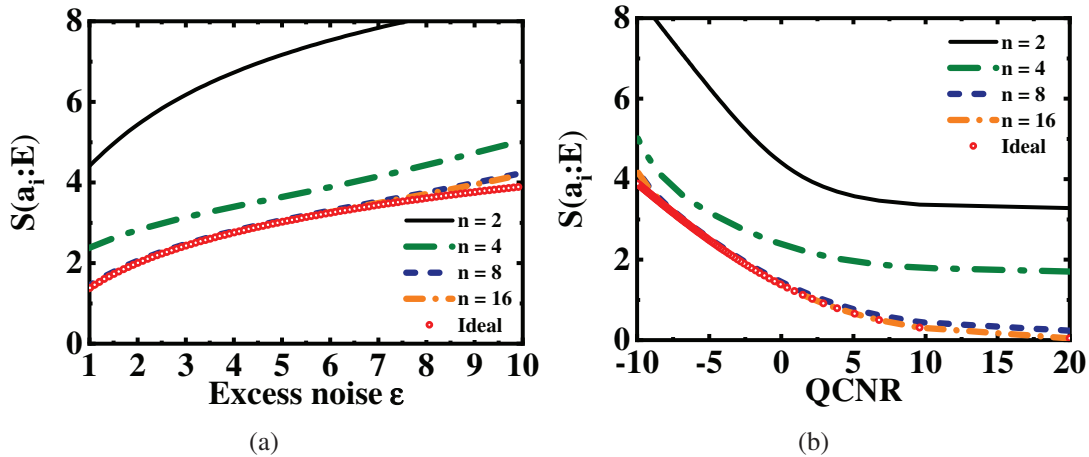 8
6
4
2
0
S(a_i:E)
n = 2
n = 4
n = 8
n = 16
Ideal
1 2 3 4 5 6 7 8 9 10
Excess noise ε
(a)
8
6
4
2
0
S(a_i:E)
n = 2
n = 4
n = 8
n = 16
Ideal
-10 -5 0 5 10 15 20
QCNR
(b)